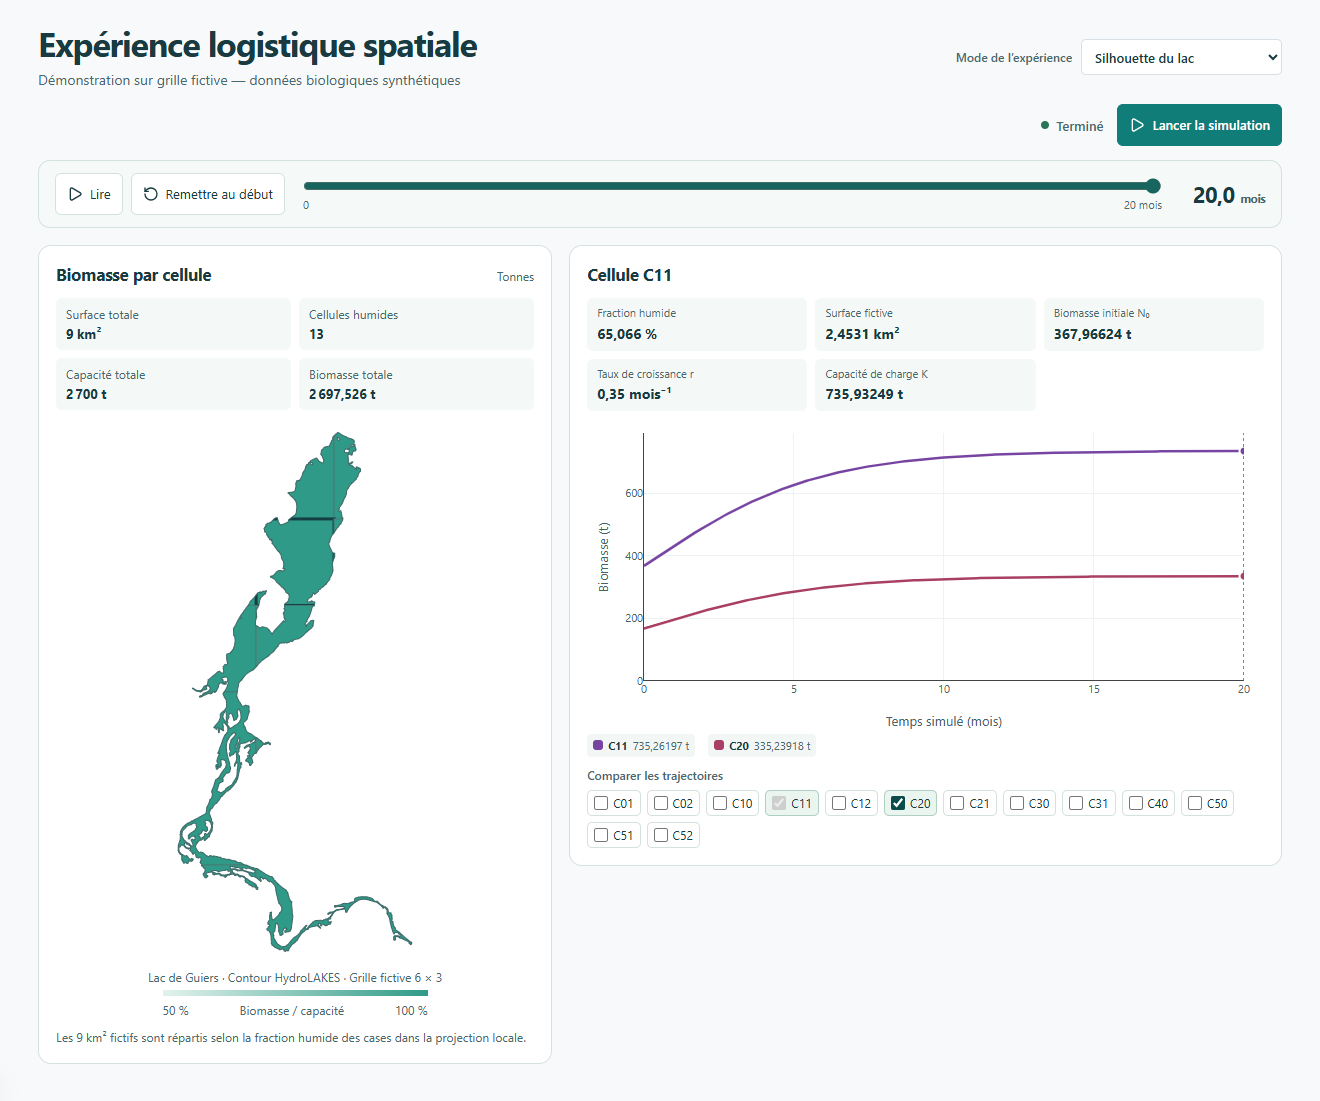 Expérience logistique spatiale
Démonstration sur grille fictive — données biologiques synthétiques
Mode de l'expérience
Silhouette du lac
Terminé
Lancer la simulation
Lire
Remettre au début
0
20 mois
20,0 mois
Biomasse par cellule
Tonnes
Surface totale
9 km²
Cellules humides
13
Capacité totale
2 700 t
Biomasse totale
2 697,526 t
Lac de Guiers · Contour HydroLAKES · Grille fictive 6 × 3
50 %
Biomasse / capacité
100 %
Les 9 km² fictifs sont répartis selon la fraction humide des cases dans la projection locale.
Cellule C11
Fraction humide
65,066 %
Surface fictive
2,4531 km²
Biomasse initiale N₀
367,96624 t
Taux de croissance r
0,35 mois⁻¹
Capacité de charge K
735,93249 t
Biomasse (t)
600
400
200
0
0
5
10
15
20
Temps simulé (mois)
C11 735,26197 t
C20 335,23918 t
Comparer les trajectoires
C01
C02
C10
C11
C12
C20
C21
C30
C31
C40
C50
C51
C52